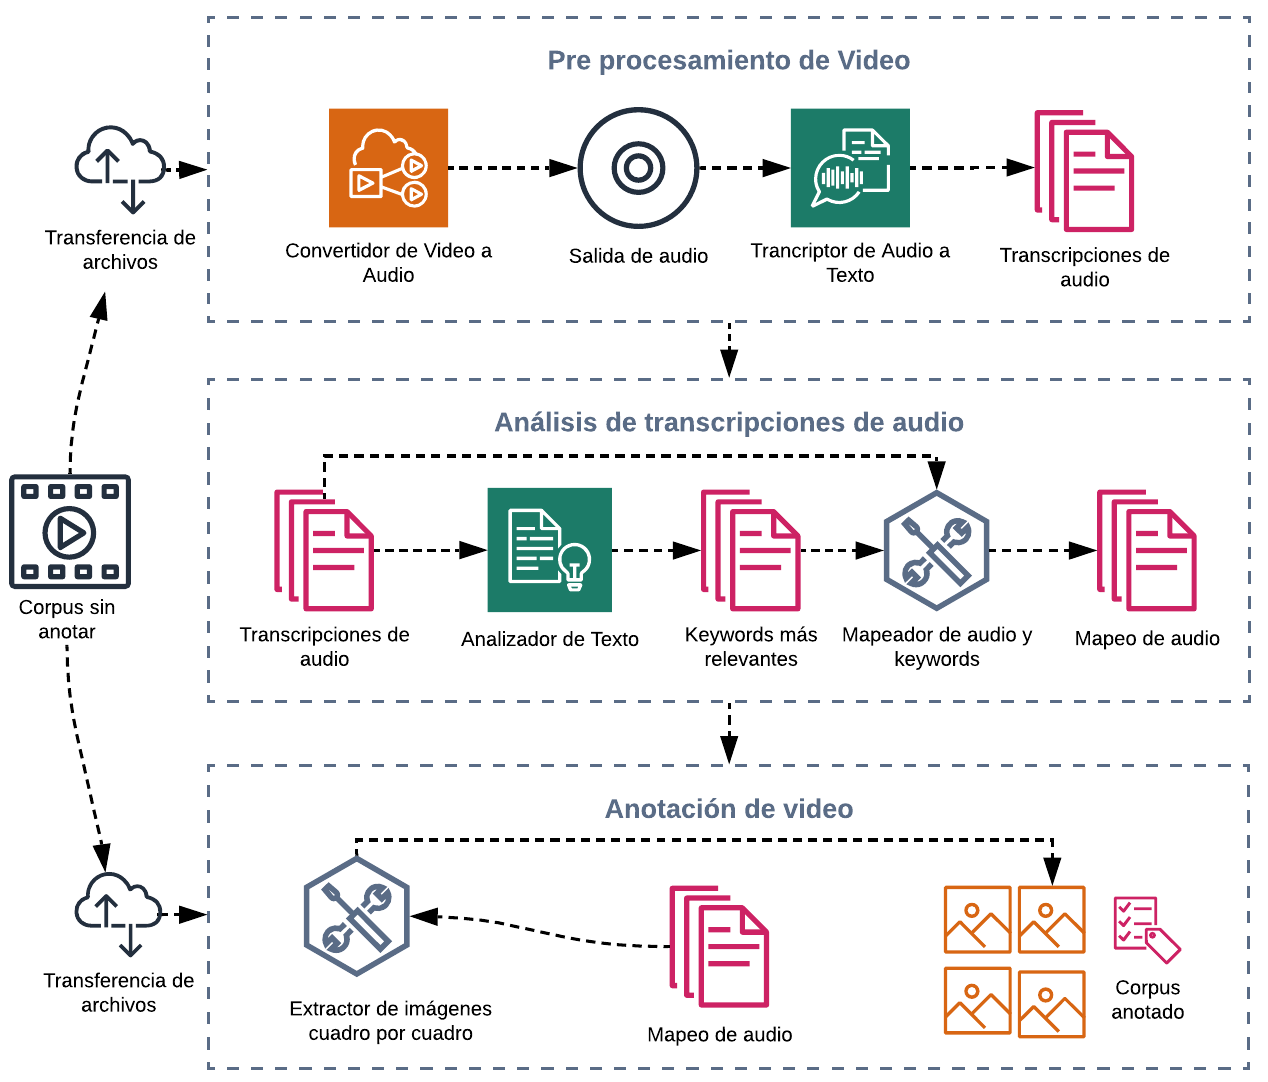 Pre procesamiento de Video
Transferencia de
archivos
Convertidor de Video a
Audio
Salida de audio
Trancriptor de Audio a
Texto
Transcripciones de
audio
Análisis de transcripciones de audio
Corpus sin
anotar
Transcripciones de
audio
Analizador de Texto
Keywords más
relevantes
Mapeador de audio y
keywords
Mapeo de audio
Anotación de video
Transferencia de
archivos
Extractor de imágenes
cuadro por cuadro
Mapeo de audio
Corpus
anotado